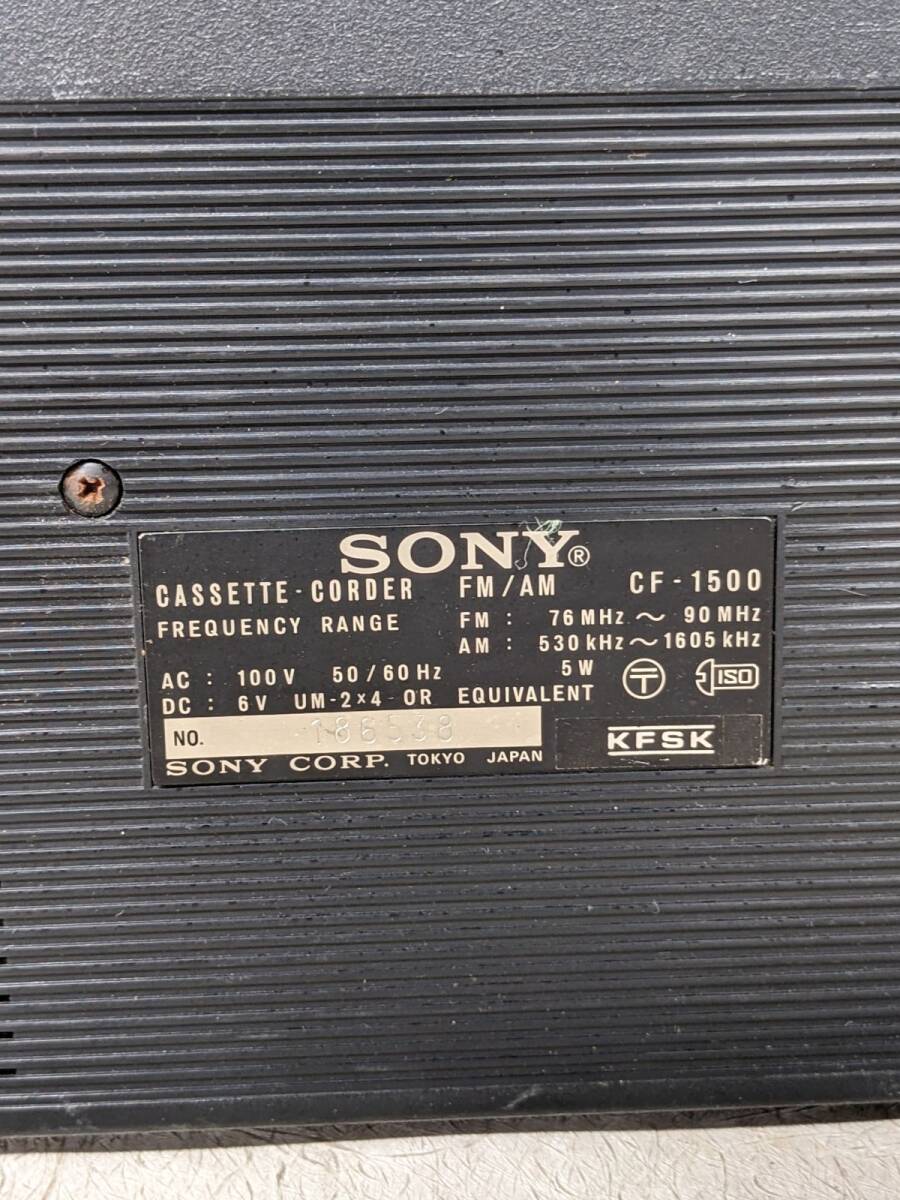 SONY®
CASSETTE-CORDER FM/AM CF-1500
FREQUENCY RANGE FM : 76 MHz ～ 90 MHz
AM : 530 kHz ～ 1605 kHz
AC : 100 V 50/60 Hz 5 W
DC : 6 V UM-2×4 OR EQUIVALENT
T ISO
NO. 186538
KFSK
SONY CORP. TOKYO JAPAN